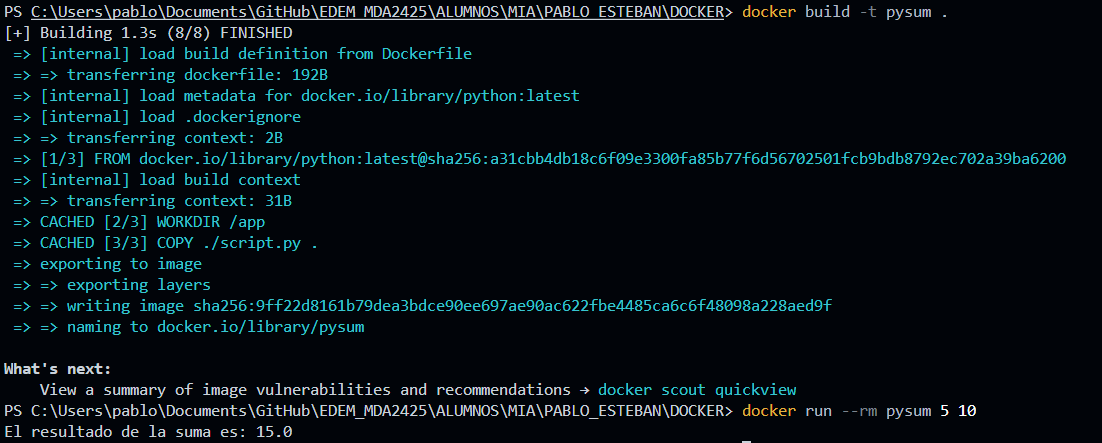 PS C:\Users\pablo\Documents\GitHub\EDEM_MDA2425\ALUMNOS\MIA\PABLO_ESTEBAN\DOCKER> docker build -t pysum .
[+] Building 1.3s (8/8) FINISHED
=> [internal] load build definition from Dockerfile
=> => transferring dockerfile: 192B
=> [internal] load metadata for docker.io/library/python:latest
=> [internal] load .dockerignore
=> => transferring context: 2B
=> [1/3] FROM docker.io/library/python:latest@sha256:a31cbb4db18c6f09e3300fa85b77f6d56702501fcb9bdb8792ec702a39ba6200
=> [internal] load build context
=> => transferring context: 31B
=> CACHED [2/3] WORKDIR /app
=> CACHED [3/3] COPY ./script.py .
=> exporting to image
=> => exporting layers
=> => writing image sha256:9ff22d8161b79dea3bdce90ee697ae90ac622fbe4485ca6c6f48098a228aed9f
=> => naming to docker.io/library/pysum
What's next:
View a summary of image vulnerabilities and recommendations → docker scout quickview
PS C:\Users\pablo\Documents\GitHub\EDEM_MDA2425\ALUMNOS\MIA\PABLO_ESTEBAN\DOCKER> docker run --rm pysum 5 10
El resultado de la suma es: 15.0